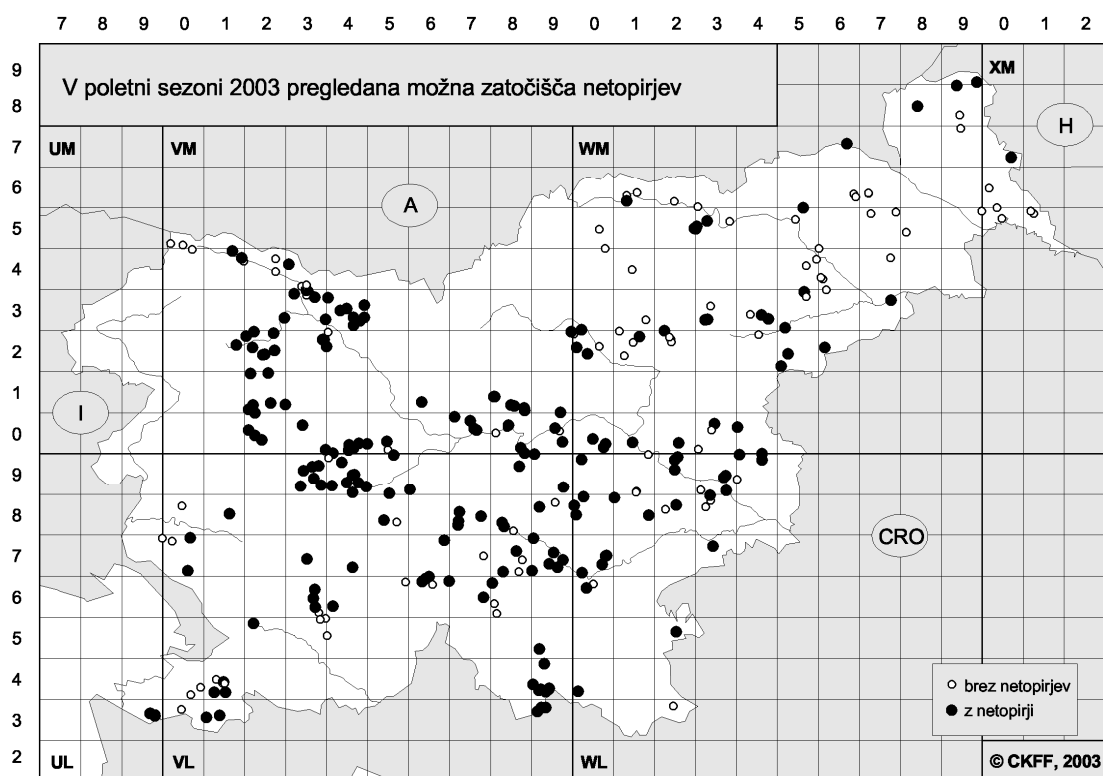 7 8 9 0 1 2 3 4 5 6 7 8 9 0 1 2 3 4 5 6 7 8 9 0 1 2
9
XM
V poletni sezoni 2003 pregledana možna zatočišča netopirjev
8
H
7
UM VM WM
6
A
5
4
3
2
1
I
0
9
8
CRO
7
6
5
4
brez netopirjev
z netopirji
3
2
UL VL WL
© CKFF, 2003